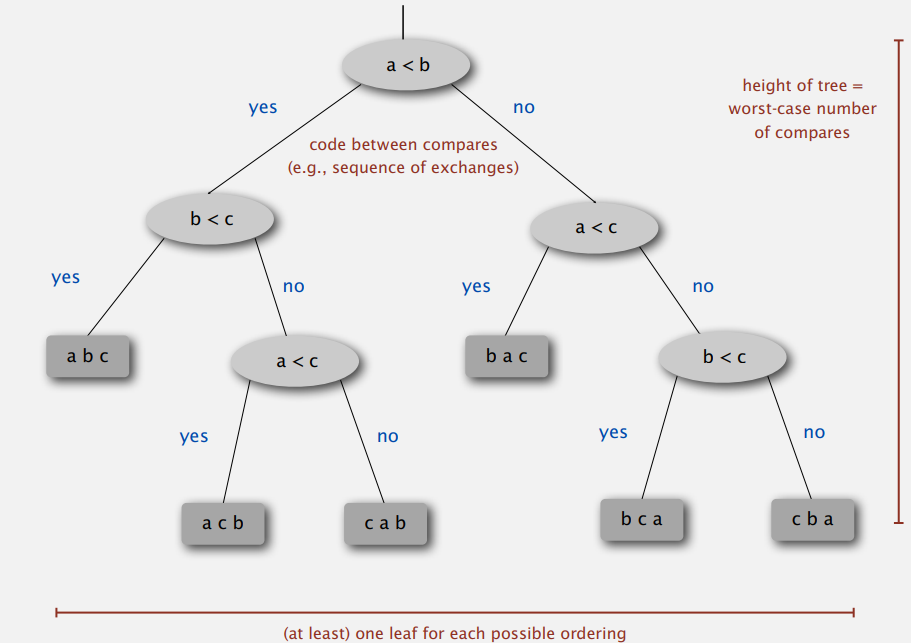 a < b
height of tree =
worst-case number
of compares
yes
no
code between compares
(e.g., sequence of exchanges)
b < c
a < c
yes
no
yes
no
a b c
a < c
b a c
b < c
yes
no
yes
no
a c b
c a b
b c a
c b a
(at least) one leaf for each possible ordering